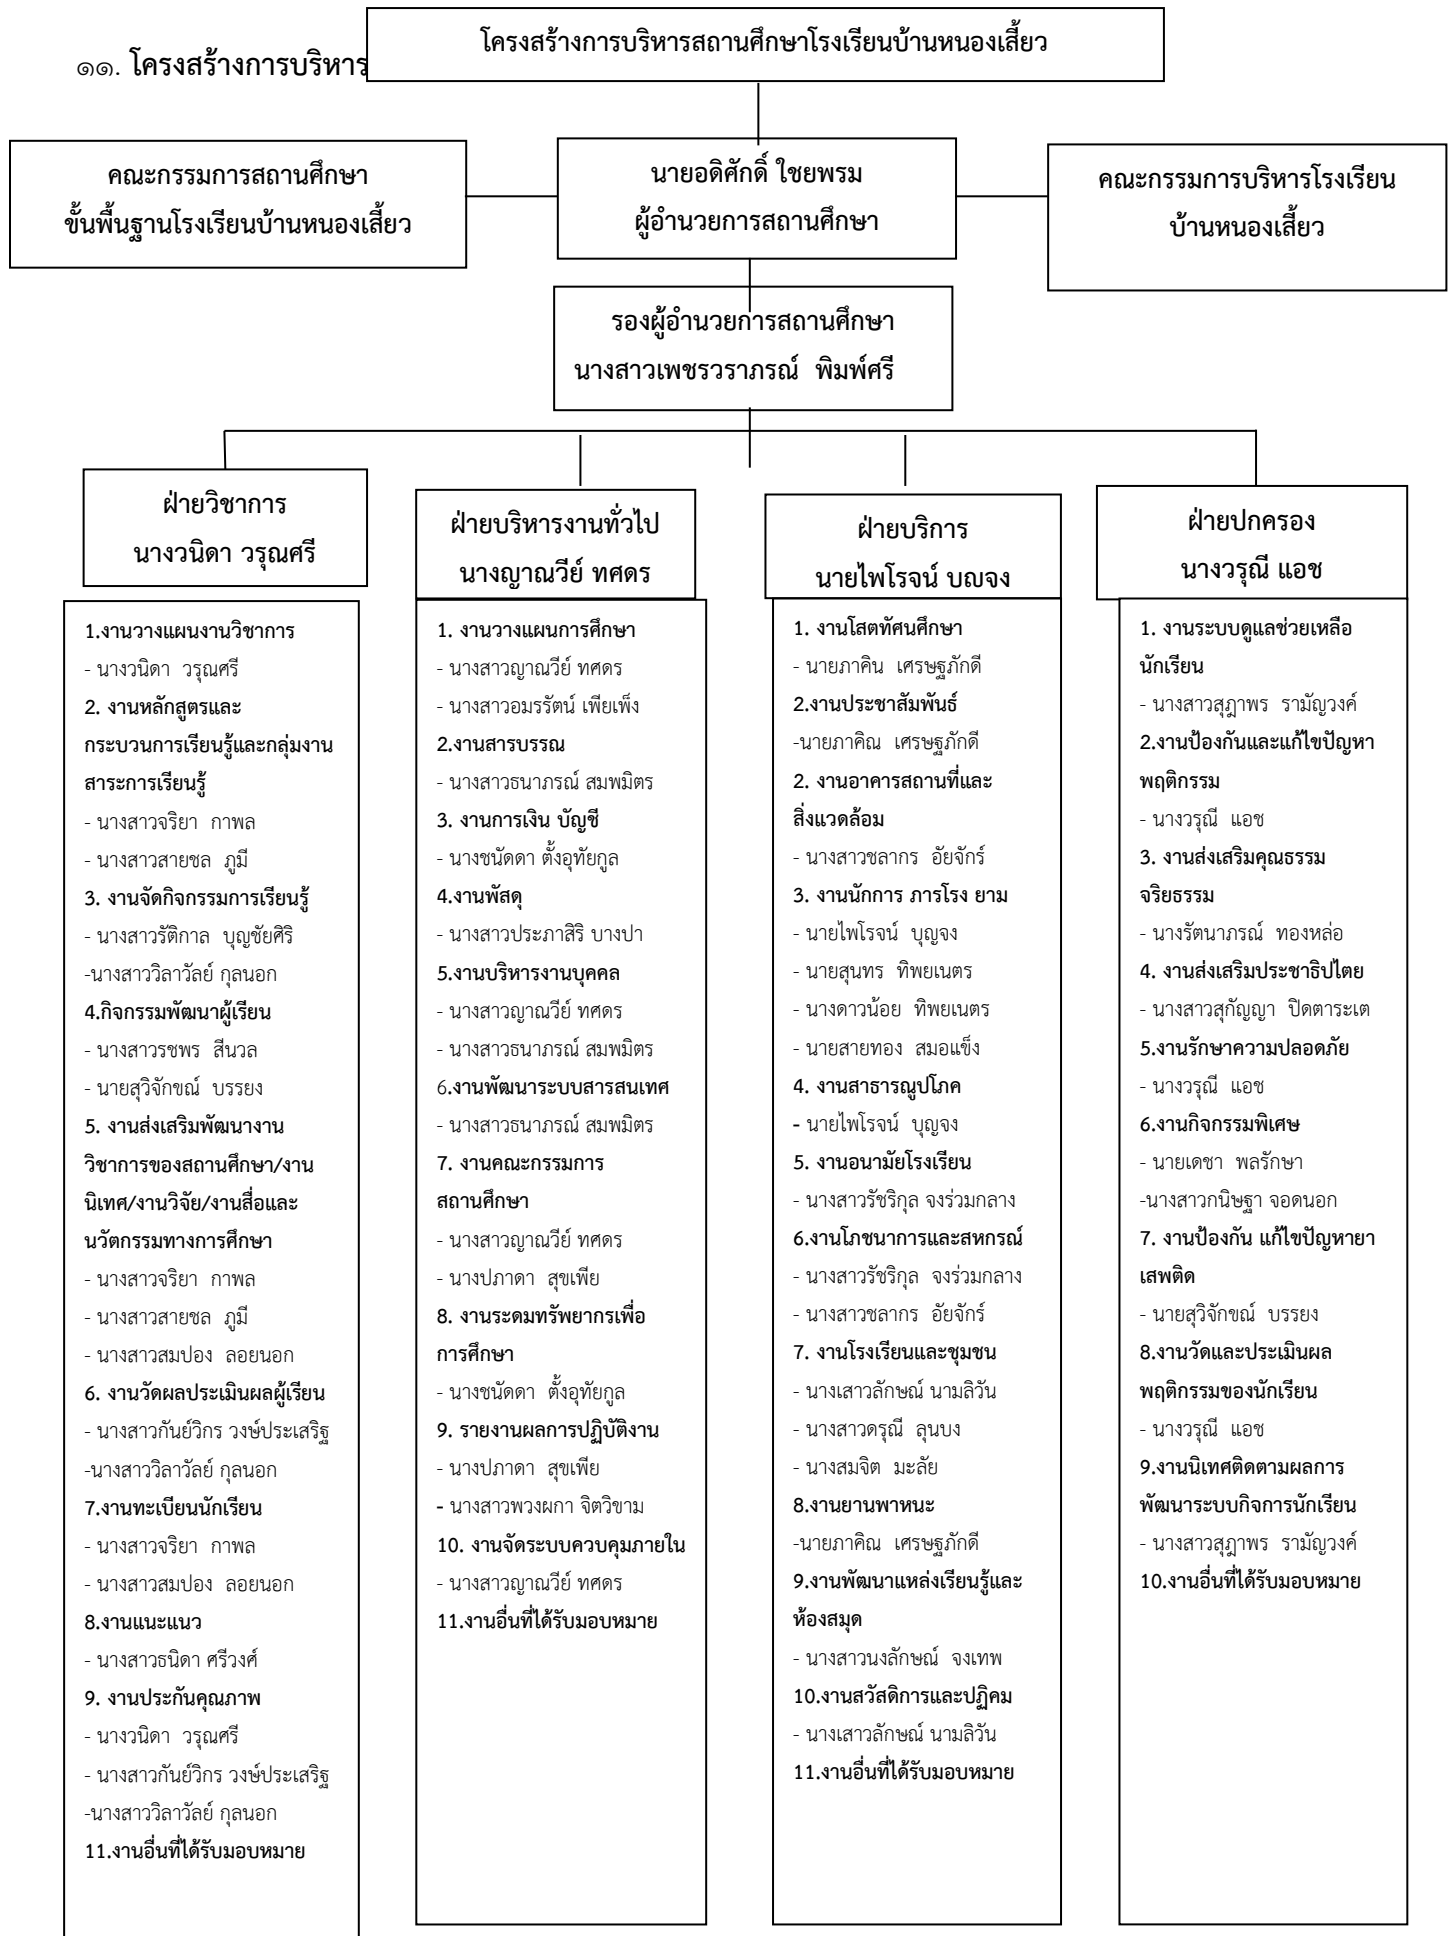 โครงสร้างการบริหารสถานศึกษาโรงเรียนบ้านหนองเสี้ยว
๑๑. โครงสร้างการบริหาร
คณะกรรมการสถานศึกษา
ขั้นพื้นฐานโรงเรียนบ้านหนองเสี้ยว
นายอดิศักดิ์ ใชยพรม
ผู้อำนวยการสถานศึกษา
คณะกรรมการบริหารโรงเรียน
บ้านหนองเสี้ยว
รองผู้อำนวยการสถานศึกษา
นางสาวเพชรวราภรณ์ พิมพ์ศรี
ฝ่ายวิชาการ
นางวนิดา วรุณศรี
1.งานวางแผนงานวิชาการ
- นางวนิดา วรุณศรี
2. งานหลักสูตรและ
กระบวนการเรียนรู้และกลุ่มงาน
สาระการเรียนรู้
- นางสาวจริยา กาพล
- นางสาวสายชล ภูมี
3. งานจัดกิจกรรมการเรียนรู้
- นางสาวรัติกาล บุญชัยศิริ
-นางสาววิลาวัลย์ กุลนอก
4.กิจกรรมพัฒนาผู้เรียน
- นางสาวรชพร สีนวล
- นายสุวิจักขณ์ บรรยง
5. งานส่งเสริมพัฒนางาน
วิชาการของสถานศึกษา/งาน
นิเทศ/งานวิจัย/งานสื่อและ
นวัตกรรมทางการศึกษา
- นางสาวจริยา กาพล
- นางสาวสายชล ภูมี
- นางสาวสมปอง ลอยนอก
6. งานวัดผลประเมินผลผู้เรียน
- นางสาวกันย์วิกร วงษ์ประเสริฐ
-นางสาววิลาวัลย์ กุลนอก
7.งานทะเบียนนักเรียน
- นางสาวจริยา กาพล
- นางสาวสมปอง ลอยนอก
8.งานแนะแนว
- นางสาวธนิดา ศรีวงศ์
9. งานประกันคุณภาพ
- นางวนิดา วรุณศรี
- นางสาวกันย์วิกร วงษ์ประเสริฐ
-นางสาววิลาวัลย์ กุลนอก
11.งานอื่นที่ได้รับมอบหมาย
ฝ่ายบริหารงานทั่วไป
นางญาณวีย์ ทศดร
1. งานวางแผนการศึกษา
- นางสาวญาณวีย์ ทศดร
- นางสาวอมรรัตน์ เพียเพ็ง
2.งานสารบรรณ
- นางสาวธนาภรณ์ สมพมิตร
3. งานการเงิน บัญชี
- นางชนัดดา ตั้งอุทัยกูล
4.งานพัสดุ
- นางสาวประภาสิริ บางปา
5.งานบริหารงานบุคคล
- นางสาวญาณวีย์ ทศดร
- นางสาวธนาภรณ์ สมพมิตร
6.งานพัฒนาระบบสารสนเทศ
- นางสาวธนาภรณ์ สมพมิตร
7. งานคณะกรรมการ
สถานศึกษา
- นางสาวญาณวีย์ ทศดร
- นางปภาดา สุขเพีย
8. งานระดมทรัพยากรเพื่อ
การศึกษา
- นางชนัดดา ตั้งอุทัยกูล
9. รายงานผลการปฏิบัติงาน
- นางปภาดา สุขเพีย
- นางสาวพวงผกา จิตวิขาม
10. งานจัดระบบควบคุมภายใน
- นางสาวญาณวีย์ ทศดร
11.งานอื่นที่ได้รับมอบหมาย
ฝ่ายบริการ
นายไพโรจน์ บญจง
1. งานโสตทัศนศึกษา
- นายภาคิน เศรษฐภักดี
2.งานประชาสัมพันธ์
-นายภาคิณ เศรษฐภักดี
2. งานอาคารสถานที่และ
สิ่งแวดล้อม
- นางสาวชลากร อัยจักร์
3. งานนักการ ภารโรง ยาม
- นายไพโรจน์ บุญจง
- นายสุนทร ทิพยเนตร
- นางดาวน้อย ทิพยเนตร
- นายสายทอง สมอแข็ง
4. งานสาธารณูปโภค
- นายไพโรจน์ บุญจง
5. งานอนามัยโรงเรียน
- นางสาวรัชริกุล จงร่วมกลาง
6.งานโภชนาการและสหกรณ์
- นางสาวรัชริกุล จงร่วมกลาง
- นางสาวชลากร อัยจักร์
7. งานโรงเรียนและชุมชน
- นางเสาวลักษณ์ นามลิวัน
- นางสาวดรุณี ลุนบง
- นางสมจิต มะลัย
8.งานยานพาหนะ
-นายภาคิณ เศรษฐภักดี
9.งานพัฒนาแหล่งเรียนรู้และ
ห้องสมุด
- นางสาวนงลักษณ์ จงเทพ
10.งานสวัสดิการและปฏิคม
- นางเสาวลักษณ์ นามลิวัน
11.งานอื่นที่ได้รับมอบหมาย
ฝ่ายปกครอง
นางวรุณี แอช
1. งานระบบดูแลช่วยเหลือ
นักเรียน
- นางสาวสุฎาพร รามัญวงค์
2.งานป้องกันและแก้ไขปัญหา
พฤติกรรม
- นางวรุณี แอช
3. งานส่งเสริมคุณธรรม
จริยธรรม
- นางรัตนาภรณ์ ทองหล่อ
4. งานส่งเสริมประชาธิปไตย
- นางสาวสุกัญญา ปิดตาระเต
5.งานรักษาความปลอดภัย
- นางวรุณี แอช
6.งานกิจกรรมพิเศษ
- นายเดชา พลรักษา
-นางสาวกนิษฐา จอดนอก
7. งานป้องกัน แก้ไขปัญหายา
เสพติด
- นายสุวิจักขณ์ บรรยง
8.งานวัดและประเมินผล
พฤติกรรมของนักเรียน
- นางวรุณี แอช
9.งานนิเทศติดตามผลการ
พัฒนาระบบกิจการนักเรียน
- นางสาวสุฎาพร รามัญวงค์
10.งานอื่นที่ได้รับมอบหมาย